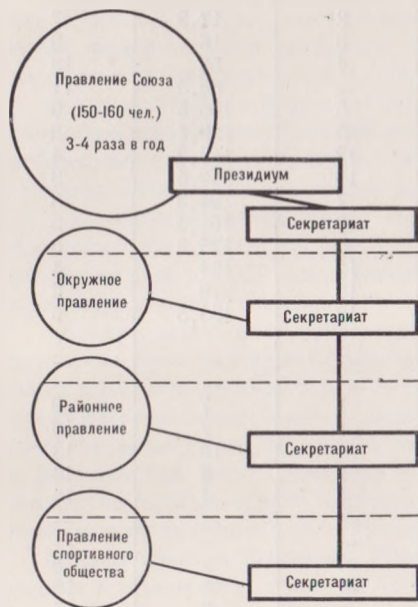 Правление Союза
(150-160 чел.)
3-4 раза в год
Президиум
Секретариат
Окружное
правление
Секретариат
Районное
правление
Секретариат
Правление
спортивного
общества
Секретариат